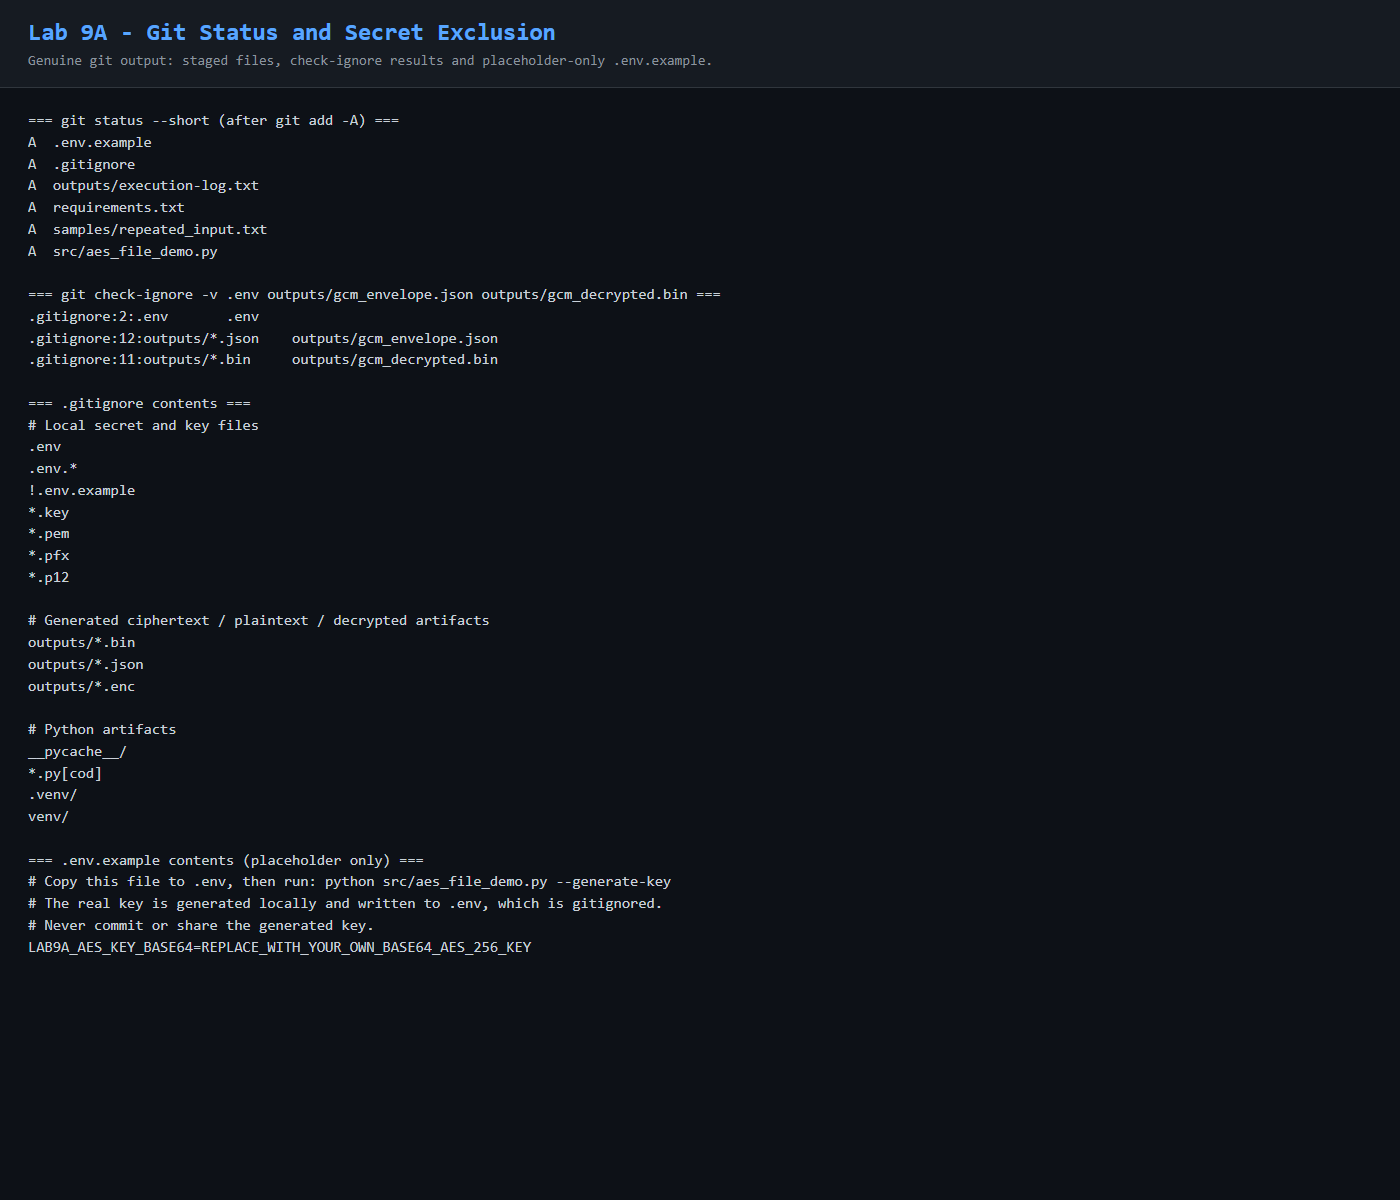 Lab 9A - Git Status and Secret Exclusion
Genuine git output: staged files, check-ignore results and placeholder-only .env.example.
=== git status --short (after git add -A) ===
A  .env.example
A  .gitignore
A  outputs/execution-log.txt
A  requirements.txt
A  samples/repeated_input.txt
A  src/aes_file_demo.py
=== git check-ignore -v .env outputs/gcm_envelope.json outputs/gcm_decrypted.bin ===
.gitignore:2:.env       .env
.gitignore:12:outputs/*.json    outputs/gcm_envelope.json
.gitignore:11:outputs/*.bin     outputs/gcm_decrypted.bin
=== .gitignore contents ===
# Local secret and key files
.env
.env.*
!.env.example
*.key
*.pem
*.pfx
*.p12
# Generated ciphertext / plaintext / decrypted artifacts
outputs/*.bin
outputs/*.json
outputs/*.enc
# Python artifacts
__pycache__/
*.py[cod]
.venv/
venv/
=== .env.example contents (placeholder only) ===
# Copy this file to .env, then run: python src/aes_file_demo.py --generate-key
# The real key is generated locally and written to .env, which is gitignored.
# Never commit or share the generated key.
LAB9A_AES_KEY_BASE64=REPLACE_WITH_YOUR_OWN_BASE64_AES_256_KEY